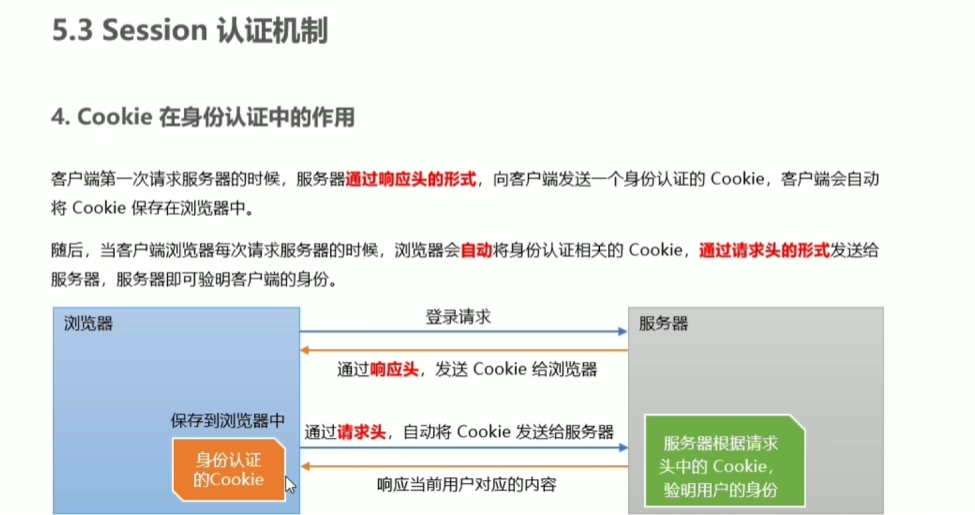 5.3 Session 认证机制
4. Cookie 在身份认证中的作用
客户端第一次请求服务器的时候，服务器通过响应头的形式，向客户端发送一个身份认证的 Cookie，客户端会自动
将 Cookie 保存在浏览器中。
随后，当客户端浏览器每次请求服务器的时候，浏览器会自动将身份认证相关的 Cookie，通过请求头的形式发送给
服务器，服务器即可验明客户端的身份。
浏览器
登录请求
服务器
通过响应头，发送 Cookie 给浏览器
保存到浏览器中
通过请求头，自动将 Cookie 发送给服务器
身份认证
的Cookie
响应当前用户对应的内容
服务器根据请求
头中的 Cookie，
验明用户的身份